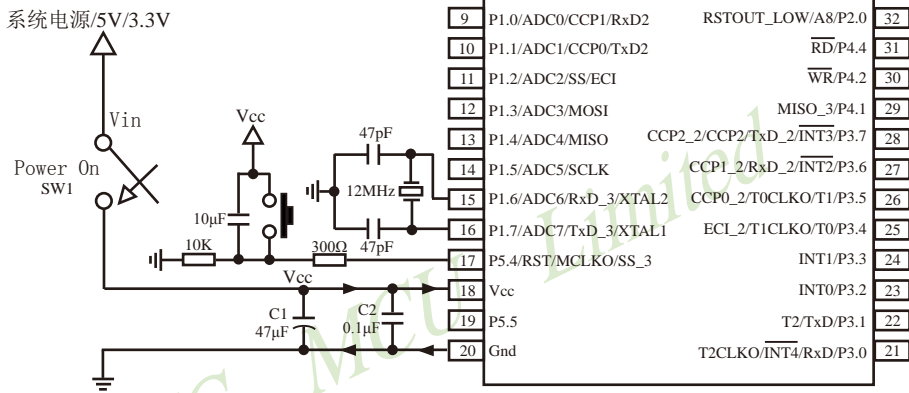 系统电源/5V/3.3V
Vin
Power On
SW1
Vcc
10μF
10K
300Ω
47pF
12MHz
47pF
Vcc
C1
47μF
C2
0.1μF
9 P1.0/ADC0/CCP1/RxD2
10 P1.1/ADC1/CCP0/TxD2
11 P1.2/ADC2/SS/ECI
12 P1.3/ADC3/MOSI
13 P1.4/ADC4/MISO
14 P1.5/ADC5/SCLK
15 P1.6/ADC6/RxD_3/XTAL2
16 P1.7/ADC7/TxD_3/XTAL1
17 P5.4/RST/MCLKO/SS_3
18 Vcc
19 P5.5
20 Gnd
RSTOUT_LOW/A8/P2.0 32
RD/P4.4 31
WR/P4.2 30
MISO_3/P4.1 29
CCP2_2/CCP2/TxD_2/INT3/P3.7 28
CCP1_2/RxD_2/INT2/P3.6 27
CCP0_2/T0CLKO/T1/P3.5 26
ECI_2/T1CLKO/T0/P3.4 25
INT1/P3.3 24
INT0/P3.2 23
T2/TxD/P3.1 22
T2CLKO/INT4/RxD/P3.0 21
MCU Limited